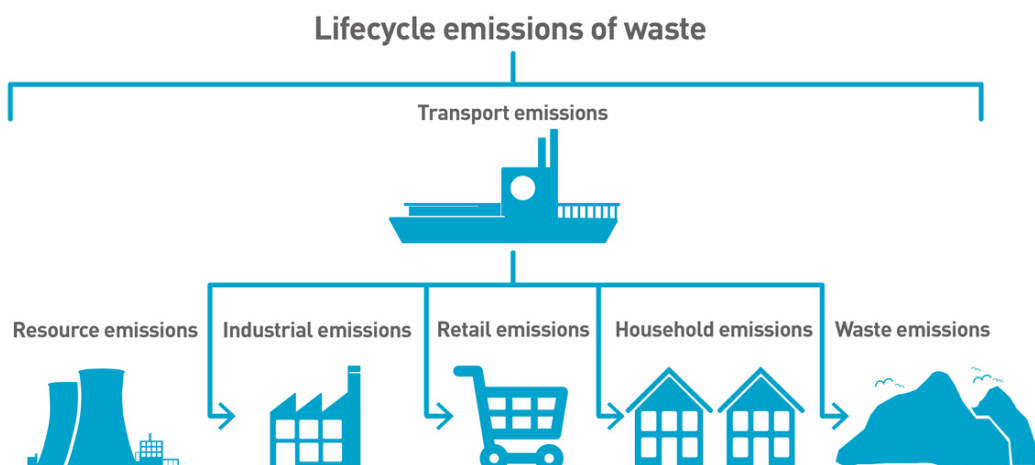 Lifecycle emissions of waste
Transport emissions
Resource emissions
Industrial emissions
Retail emissions
Household emissions
Waste emissions